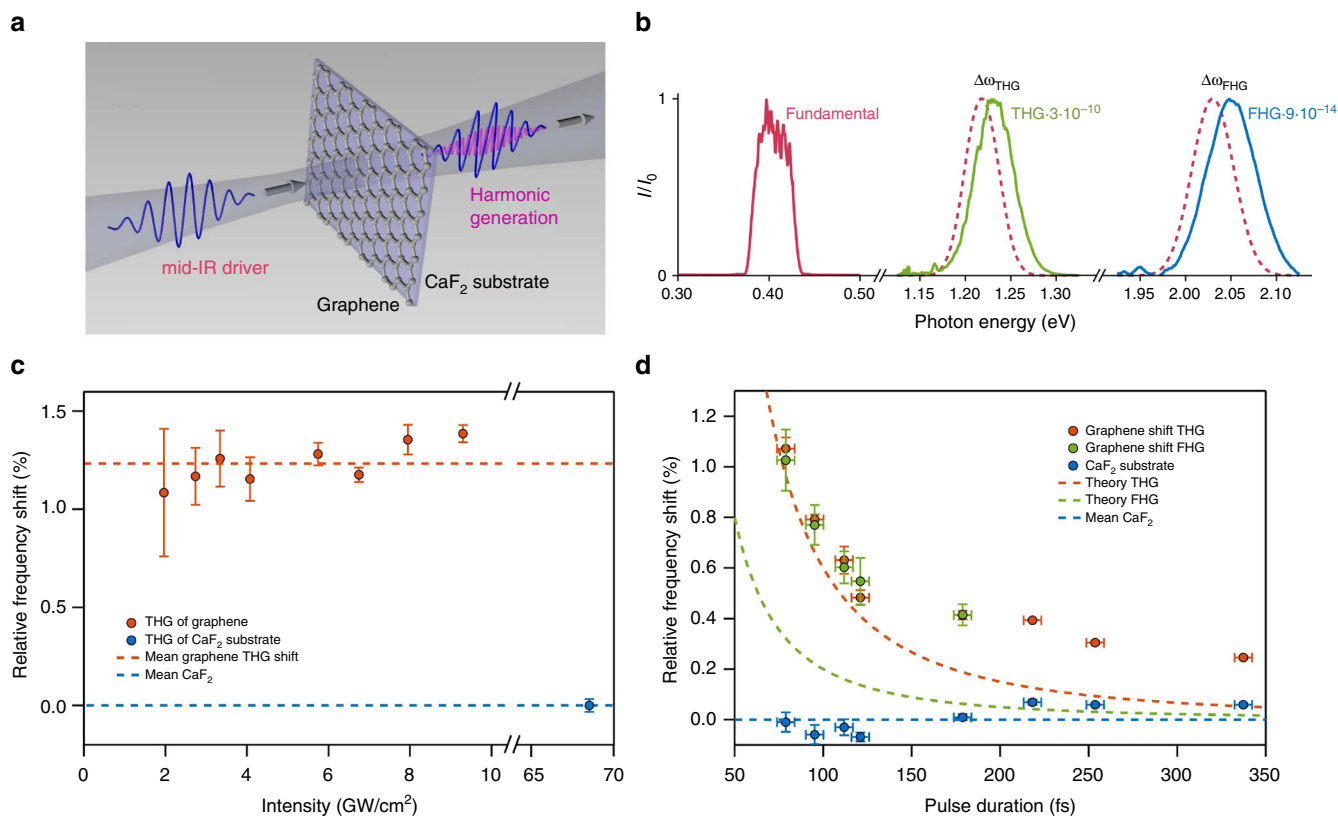 a
mid-IR driver
Graphene
CaF₂ substrate
Harmonic
generation
b
Δω_THG
Δω_FHG
Fundamental
THG·3·10⁻¹⁰
FHG·9·10⁻¹⁴
1
I/I₀
0
0.30 0.40 0.50 1.15 1.20 1.25 1.30 1.95 2.00 2.05 2.10
Photon energy (eV)
c
1.5
1.0
0.5
0.0
Relative frequency shift (%)
THG of graphene
THG of CaF₂ substrate
Mean graphene THG shift
Mean CaF₂
0 2 4 6 8 10 65 70
Intensity (GW/cm²)
d
1.2
1.0
0.8
0.6
0.4
0.2
0.0
Relative frequency shift (%)
Graphene shift THG
Graphene shift FHG
CaF₂ substrate
Theory THG
Theory FHG
Mean CaF₂
50 100 150 200 250 300 350
Pulse duration (fs)